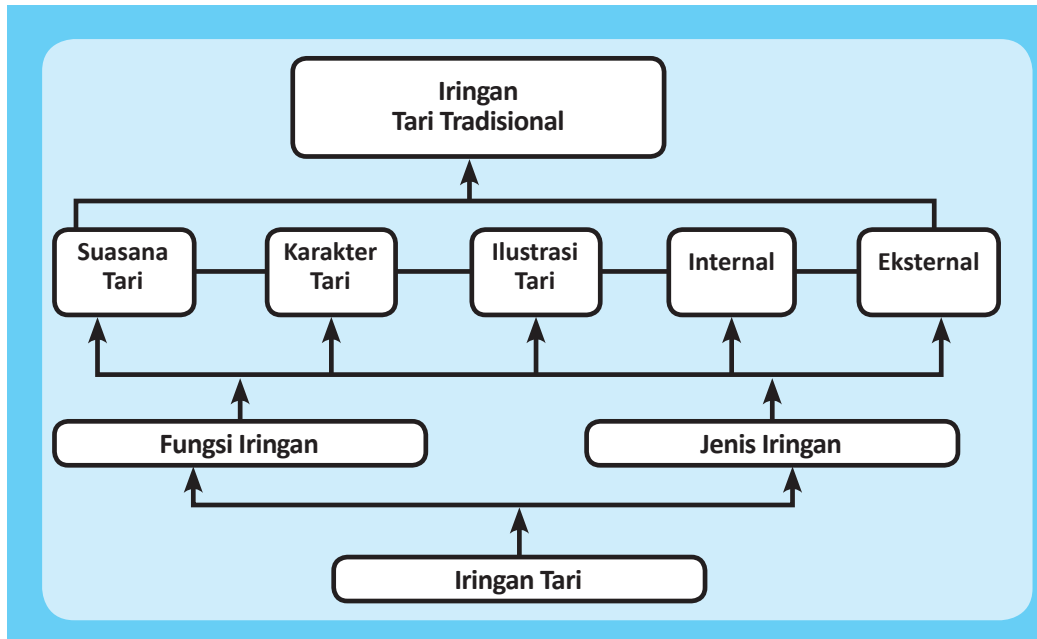 Iringan
Tari Tradisional
Suasana
Tari
Karakter
Tari
Ilustrasi
Tari
Internal
Eksternal
Fungsi Iringan
Jenis Iringan
Iringan Tari